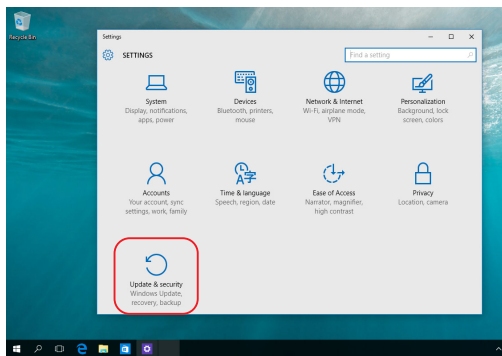 Recycle Bin
Settings
SETTINGS
Find a setting
System
Display, notifications,
apps, power
Devices
Bluetooth, printers,
mouse
Network & Internet
Wi-Fi, airplane mode,
VPN
Personalization
Background, lock
screen, colors
Accounts
Your account, sync
settings, work, family
Time & language
Speech, region, date
Ease of Access
Narrator, magnifier,
high contrast
Privacy
Location, camera
Update & security
Windows Update,
recovery, backup